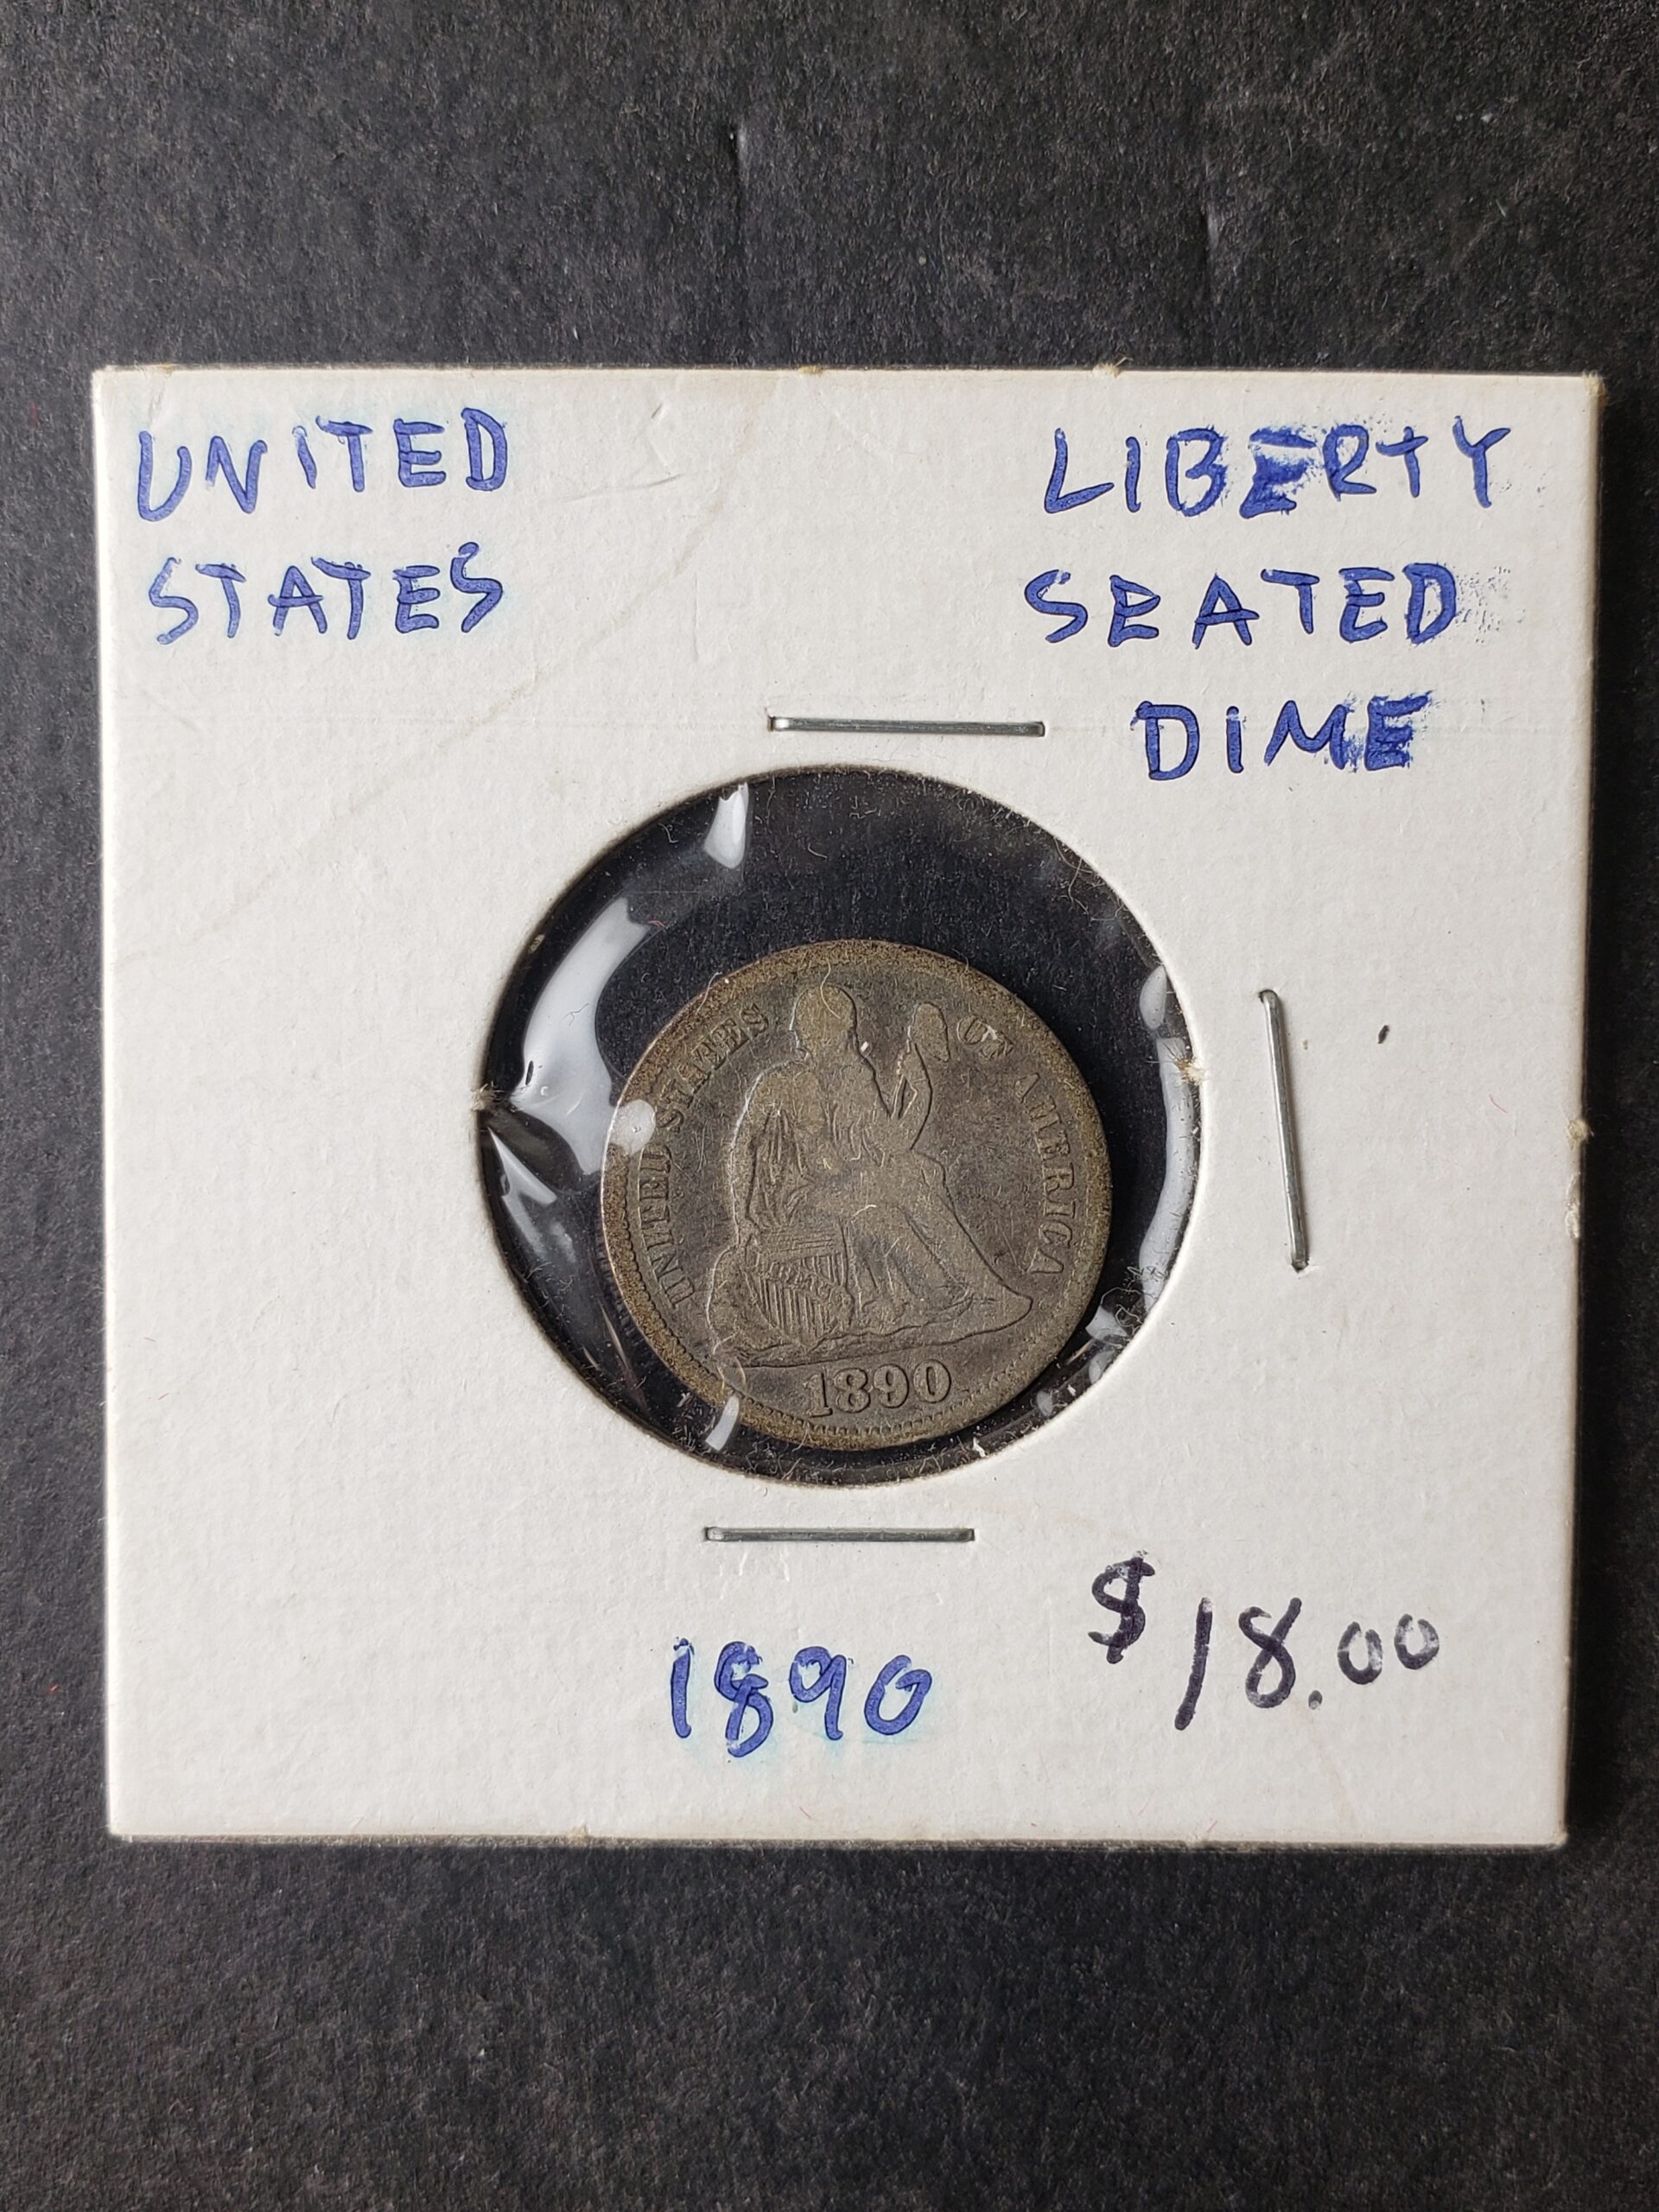 UNITED
STATES
LIBERTY
SEATED
DIME
UNITED STATES OF AMERICA
1890
1890
$18.00